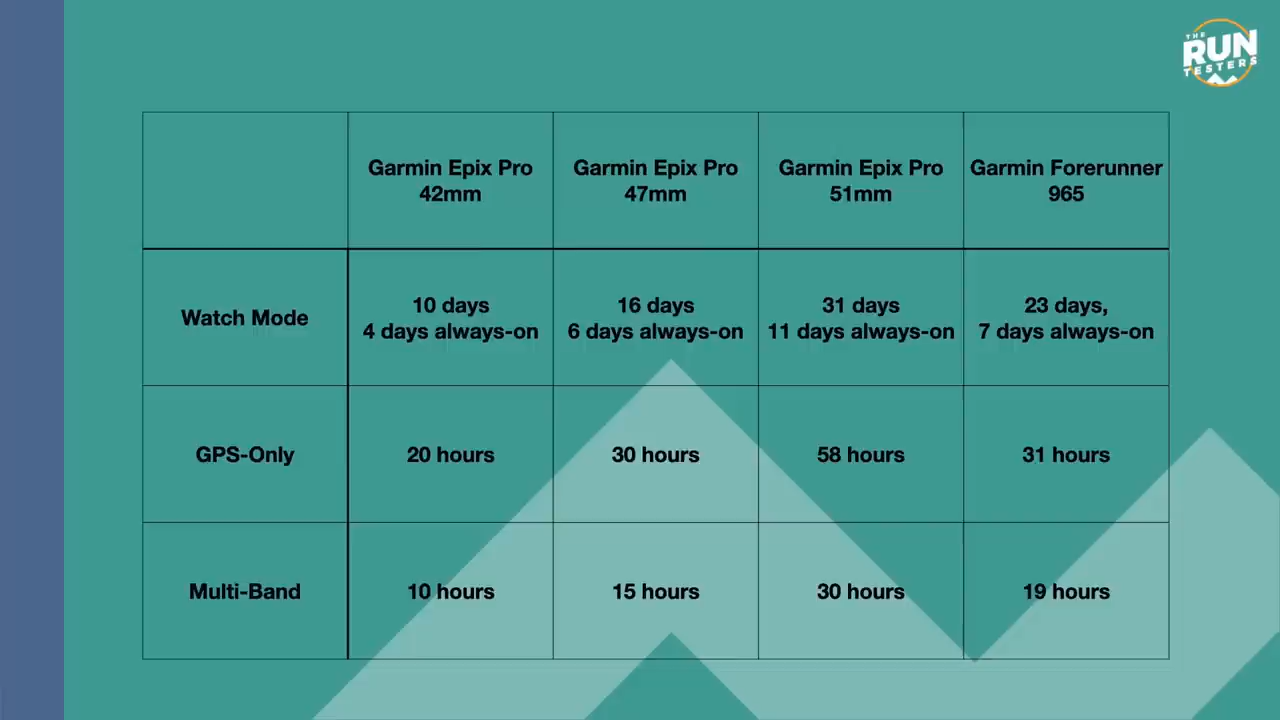 THE
RUN
TESTERS
Garmin Epix Pro
42mm
Garmin Epix Pro
47mm
Garmin Epix Pro
51mm
Garmin Forerunner
965
Watch Mode
10 days
4 days always-on
16 days
6 days always-on
31 days
11 days always-on
23 days,
7 days always-on
GPS-Only
20 hours
30 hours
58 hours
31 hours
Multi-Band
10 hours
15 hours
30 hours
19 hours